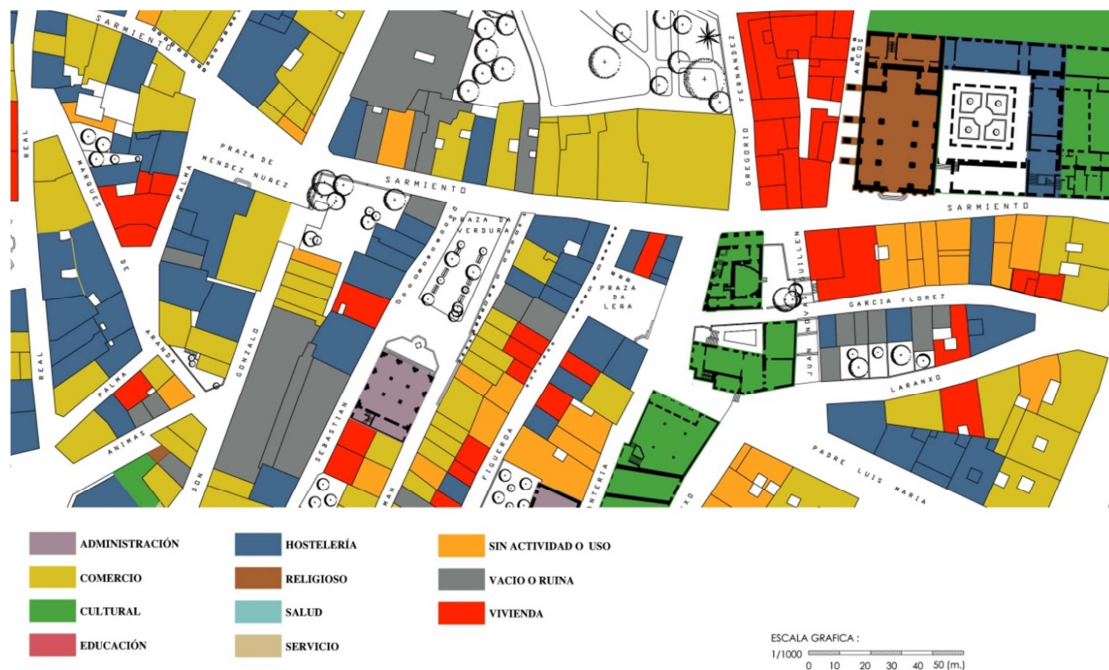 SARMIENTO
REAL
MARQUES
DE
ARANDA
PALMA
PRAZA DE
MENDEZ NUÑEZ
SARMIENTO
PRAZA DA
VERDURA
GREGORIO
FERNANDEZ
ARCOS
SARMIENTO
PRAZA
DA
LERA
JUAN NOVAL GUILLEN
GARCIA FLOREZ
LARANXO
PADRE LUIS MARIA
REAL
PALMA
ANIMAS
DON
GONZALO
SEBASTIAN
FIGUEROA
ADMINISTRACIÓN
COMERCIO
CULTURAL
EDUCACIÓN
HOSTELERÍA
RELIGIOSO
SALUD
SERVICIO
SIN ACTIVIDAD O USO
VACIO O RUINA
VIVIENDA
ESCALA GRAFICA :
1/1000
0 10 20 30 40 50 (m.)